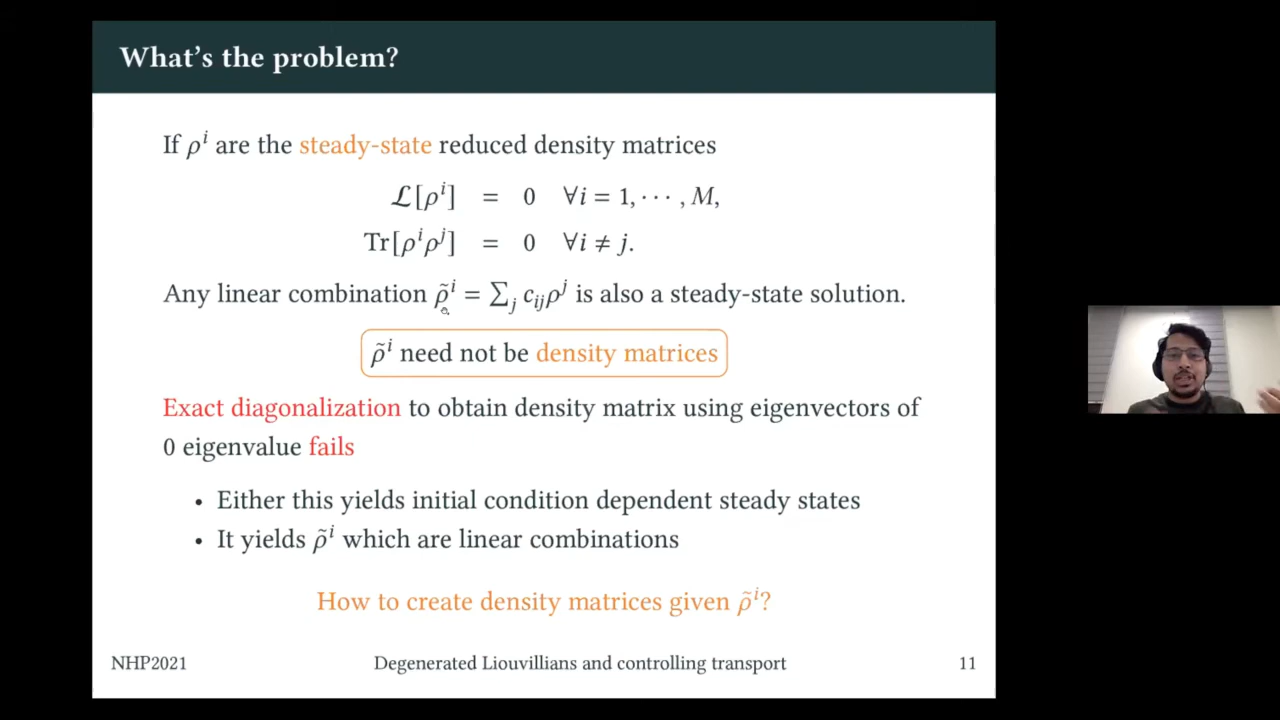 What's the problem?
If ρ^i are the steady-state reduced density matrices
ℒ[ρ^i] = 0 ∀i = 1, ⋯ , M,
Tr[ρ^i ρ^j] = 0 ∀i ≠ j.
Any linear combination ρ̃^i = ∑_j c_ij ρ^j is also a steady-state solution.
ρ̃^i need not be density matrices
Exact diagonalization to obtain density matrix using eigenvectors of
0 eigenvalue fails
• Either this yields initial condition dependent steady states
• It yields ρ̃^i which are linear combinations
How to create density matrices given ρ̃^i?
NHP2021 Degenerated Liouvillians and controlling transport 11